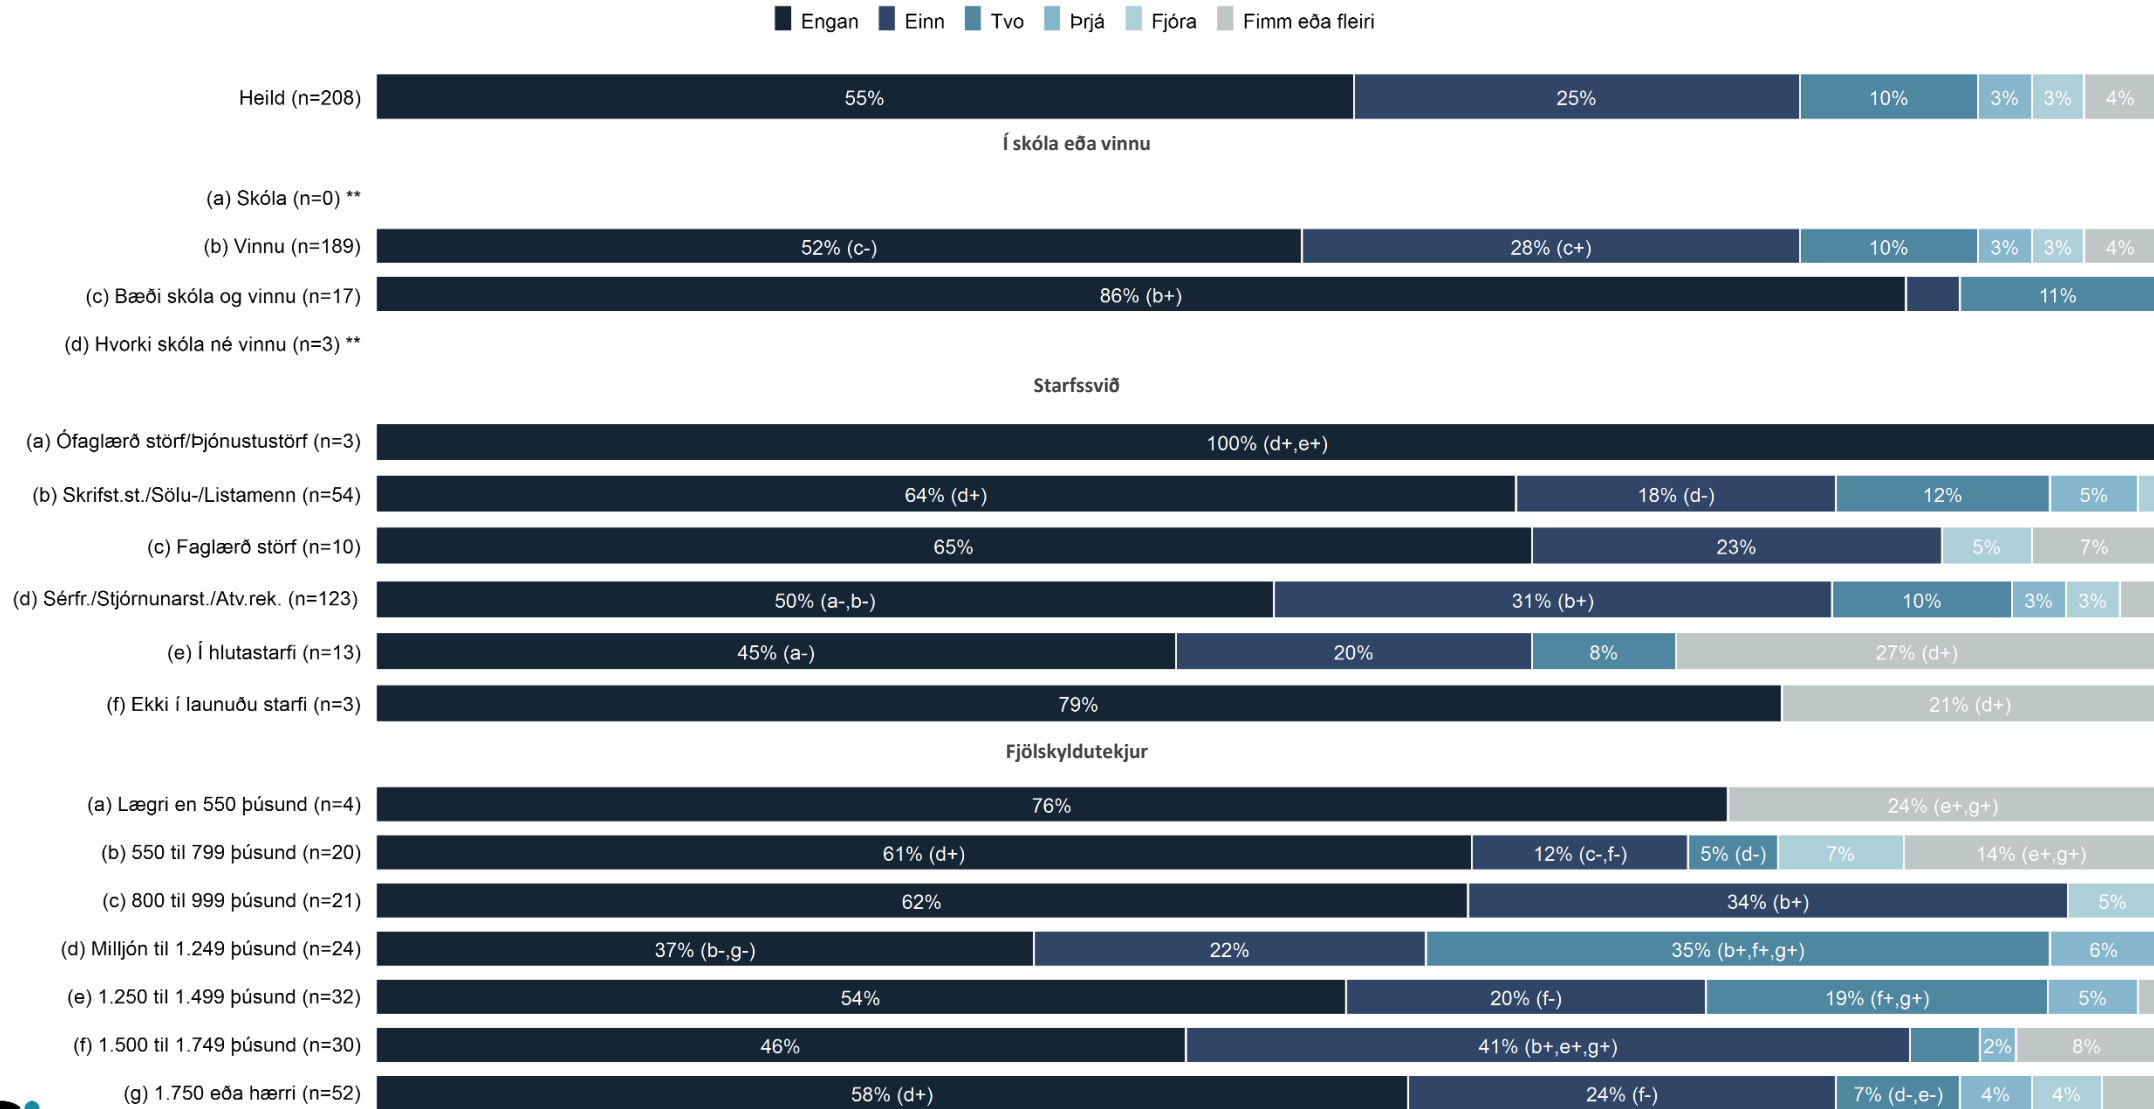 Engan Einn Tvo Þrjá Fjóra Fimm eða fleiri
Heild (n=208) 55% 25% 10% 3% 3% 4%
Í skóla eða vinnu
(a) Skóla (n=0) **
(b) Vinnu (n=189) 52% (c-) 28% (c+) 10% 3% 3% 4%
(c) Bæði skóla og vinnu (n=17) 86% (b+) 11%
(d) Hvorki skóla né vinnu (n=3) **
Starfssvið
(a) Ófaglærð störf/Þjónustustörf (n=3) 100% (d+,e+)
(b) Skrifst.st./Sölu-/Listamenn (n=54) 64% (d+) 18% (d-) 12% 5%
(c) Faglærð störf (n=10) 65% 23% 5% 7%
(d) Sérfr./Stjórnunarst./Atv.rek. (n=123) 50% (a-,b-) 31% (b+) 10% 3% 3%
(e) Í hlutastarfi (n=13) 45% (a-) 20% 8% 27% (d+)
(f) Ekki í launuðu starfi (n=3) 79% 21% (d+)
Fjölskyldutekjur
(a) Lægri en 550 þúsund (n=4) 76% 24% (e+,g+)
(b) 550 til 799 þúsund (n=20) 61% (d+) 12% (c-,f-) 5% (d-) 7% 14% (e+,g+)
(c) 800 til 999 þúsund (n=21) 62% 34% (b+) 5%
(d) Milljón til 1.249 þúsund (n=24) 37% (b-,g-) 22% 35% (b+,f+,g+) 6%
(e) 1.250 til 1.499 þúsund (n=32) 54% 20% (f-) 19% (f+,g+) 5%
(f) 1.500 til 1.749 þúsund (n=30) 46% 41% (b+,e+,g+) 2% 8%
(g) 1.750 eða hærri (n=52) 58% (d+) 24% (f-) 7% (d-,e-) 4% 4%